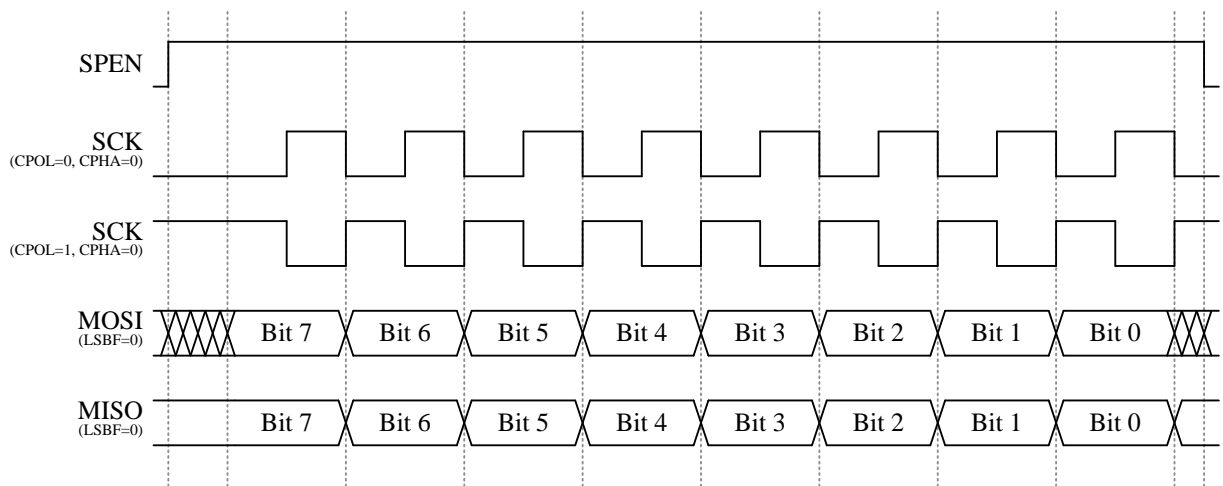 SPEN
SCK
(CPOL=0, CPHA=0)
SCK
(CPOL=1, CPHA=0)
MOSI
(LSBF=0)
Bit 7 Bit 6 Bit 5 Bit 4 Bit 3 Bit 2 Bit 1 Bit 0
MISO
(LSBF=0)
Bit 7 Bit 6 Bit 5 Bit 4 Bit 3 Bit 2 Bit 1 Bit 0